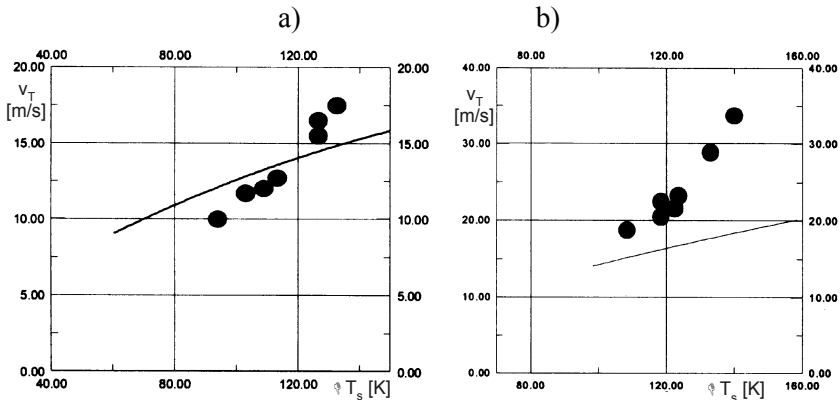 a)
b)
40.00 80.00 120.00
80.00 120.00 160.00
20.00 20.00 40.00 40.00
v_T
[m/s]
v_T
[m/s]
15.00 15.00 30.00 30.00
10.00 10.00 20.00 20.00
5.00 5.00 10.00 10.00
0.00 0.00 0.00 0.00
40.00 80.00 120.00 T_s [K]
80.00 120.00 T_s [K] 160.00